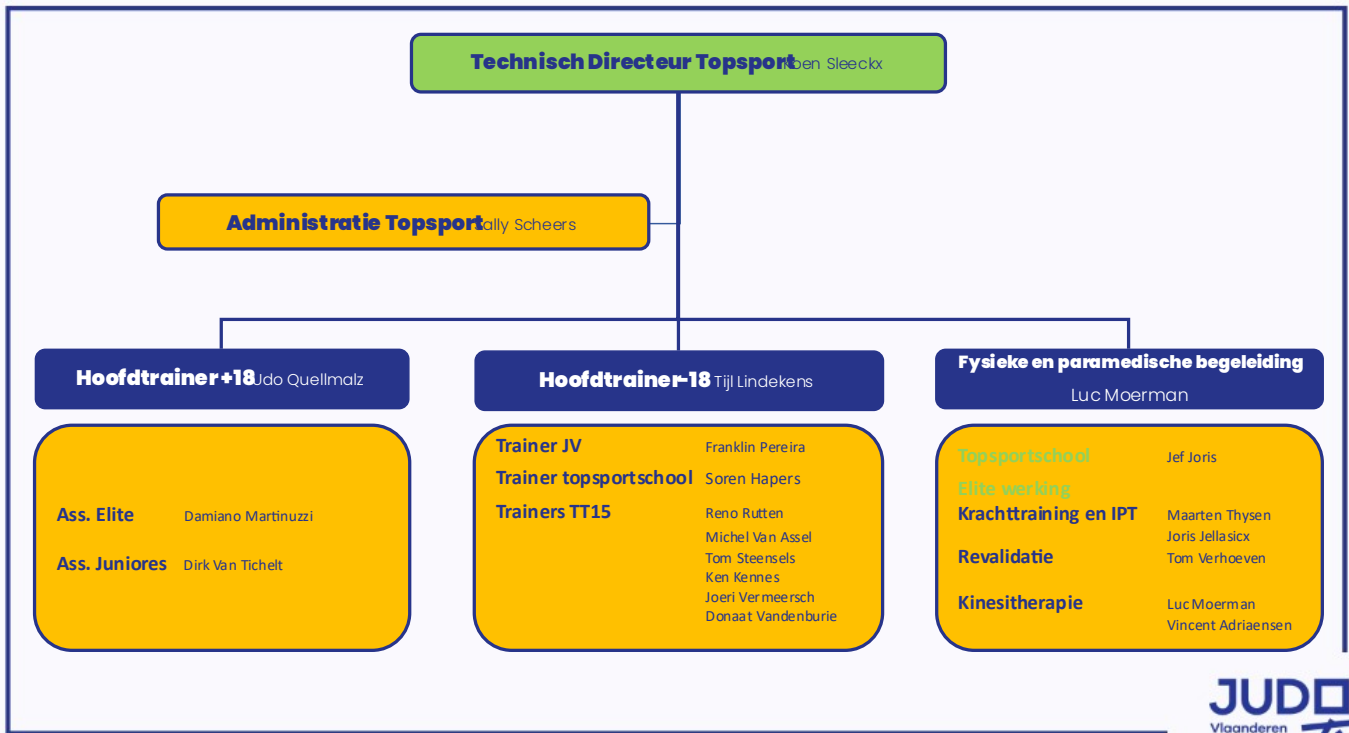 Technisch Directeur Topsport Koen Sleeckx
Administratie Topsport Sally Scheers
Hoofdtrainer +18 Udo Quellmalz
Hoofdtrainer-18 Tijl Lindekens
Fysieke en paramedische begeleiding
Luc Moerman
Ass. Elite Damiano Martinuzzi
Ass. Juniores Dirk Van Tichelt
Trainer JV Franklin Pereira
Trainer topsportschool Soren Hapers
Trainers TT15 Reno Rutten
Michel Van Assel
Tom Steensels
Ken Kennes
Joeri Vermeersch
Donaat Vandenburie
Topsportschool Jef Joris
Elite werking
Krachttraining en IPT Maarten Thysen
Joris Jellasicx
Revalidatie Tom Verhoeven
Kinesitherapie Luc Moerman
Vincent Adriaensen
JUDO
Vlaanderen